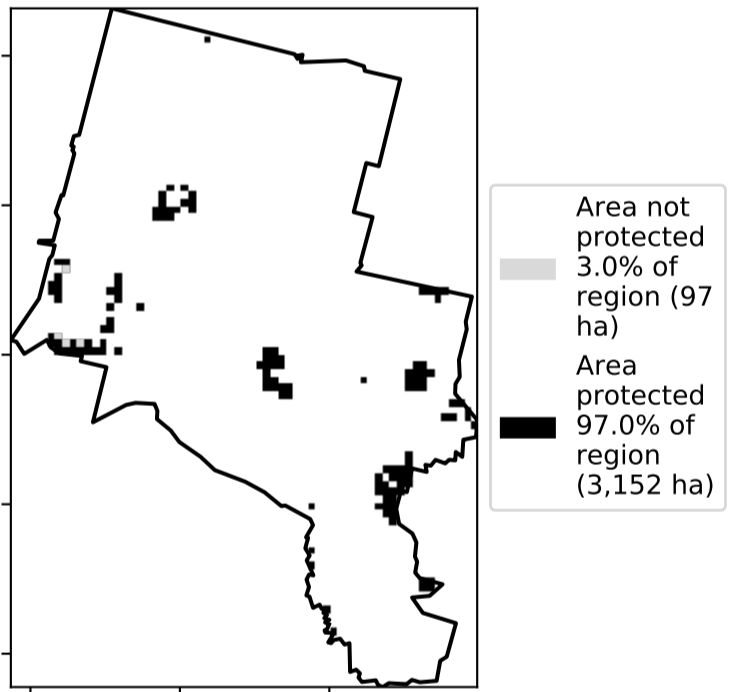 Area not
protected
3.0% of
region (97
ha)
Area
protected
97.0% of
region
(3,152 ha)